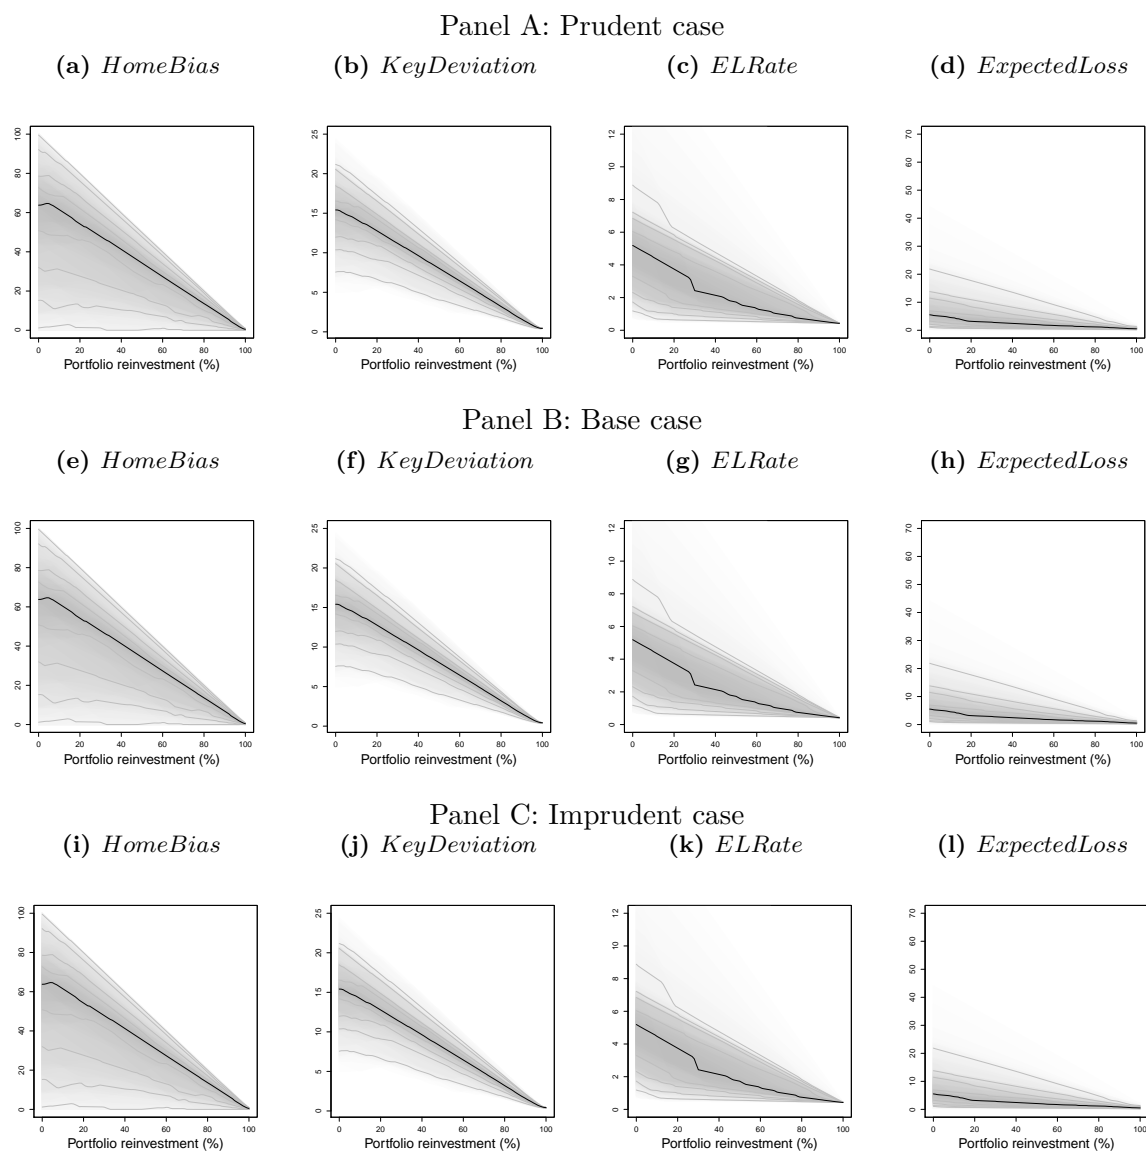 Panel A: Prudent case
(a) HomeBias (b) KeyDeviation (c) ELRate (d) ExpectedLoss
0 20 40 60 80 100
0 5 10 15 20 25
0 2 4 6 8 10 12
0 10 20 30 40 50 60 70
0 20 40 60 80 100 0 20 40 60 80 100 0 20 40 60 80 100 0 20 40 60 80 100
Portfolio reinvestment (%) Portfolio reinvestment (%) Portfolio reinvestment (%) Portfolio reinvestment (%)
Panel B: Base case
(e) HomeBias (f) KeyDeviation (g) ELRate (h) ExpectedLoss
0 20 40 60 80 100
0 5 10 15 20 25
0 2 4 6 8 10 12
0 10 20 30 40 50 60 70
0 20 40 60 80 100 0 20 40 60 80 100 0 20 40 60 80 100 0 20 40 60 80 100
Portfolio reinvestment (%) Portfolio reinvestment (%) Portfolio reinvestment (%) Portfolio reinvestment (%)
Panel C: Imprudent case
(i) HomeBias (j) KeyDeviation (k) ELRate (l) ExpectedLoss
0 20 40 60 80 100
0 5 10 15 20 25
0 2 4 6 8 10 12
0 10 20 30 40 50 60 70
0 20 40 60 80 100 0 20 40 60 80 100 0 20 40 60 80 100 0 20 40 60 80 100
Portfolio reinvestment (%) Portfolio reinvestment (%) Portfolio reinvestment (%) Portfolio reinvestment (%)